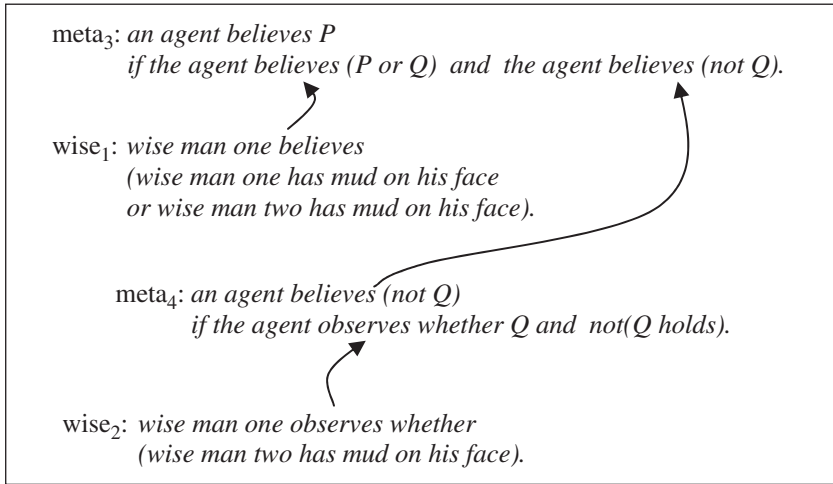 meta₃: an agent believes P
if the agent believes (P or Q) and the agent believes (not Q).
wise₁: wise man one believes
(wise man one has mud on his face
or wise man two has mud on his face).
meta₄: an agent believes (not Q)
if the agent observes whether Q and not(Q holds).
wise₂: wise man one observes whether
(wise man two has mud on his face).